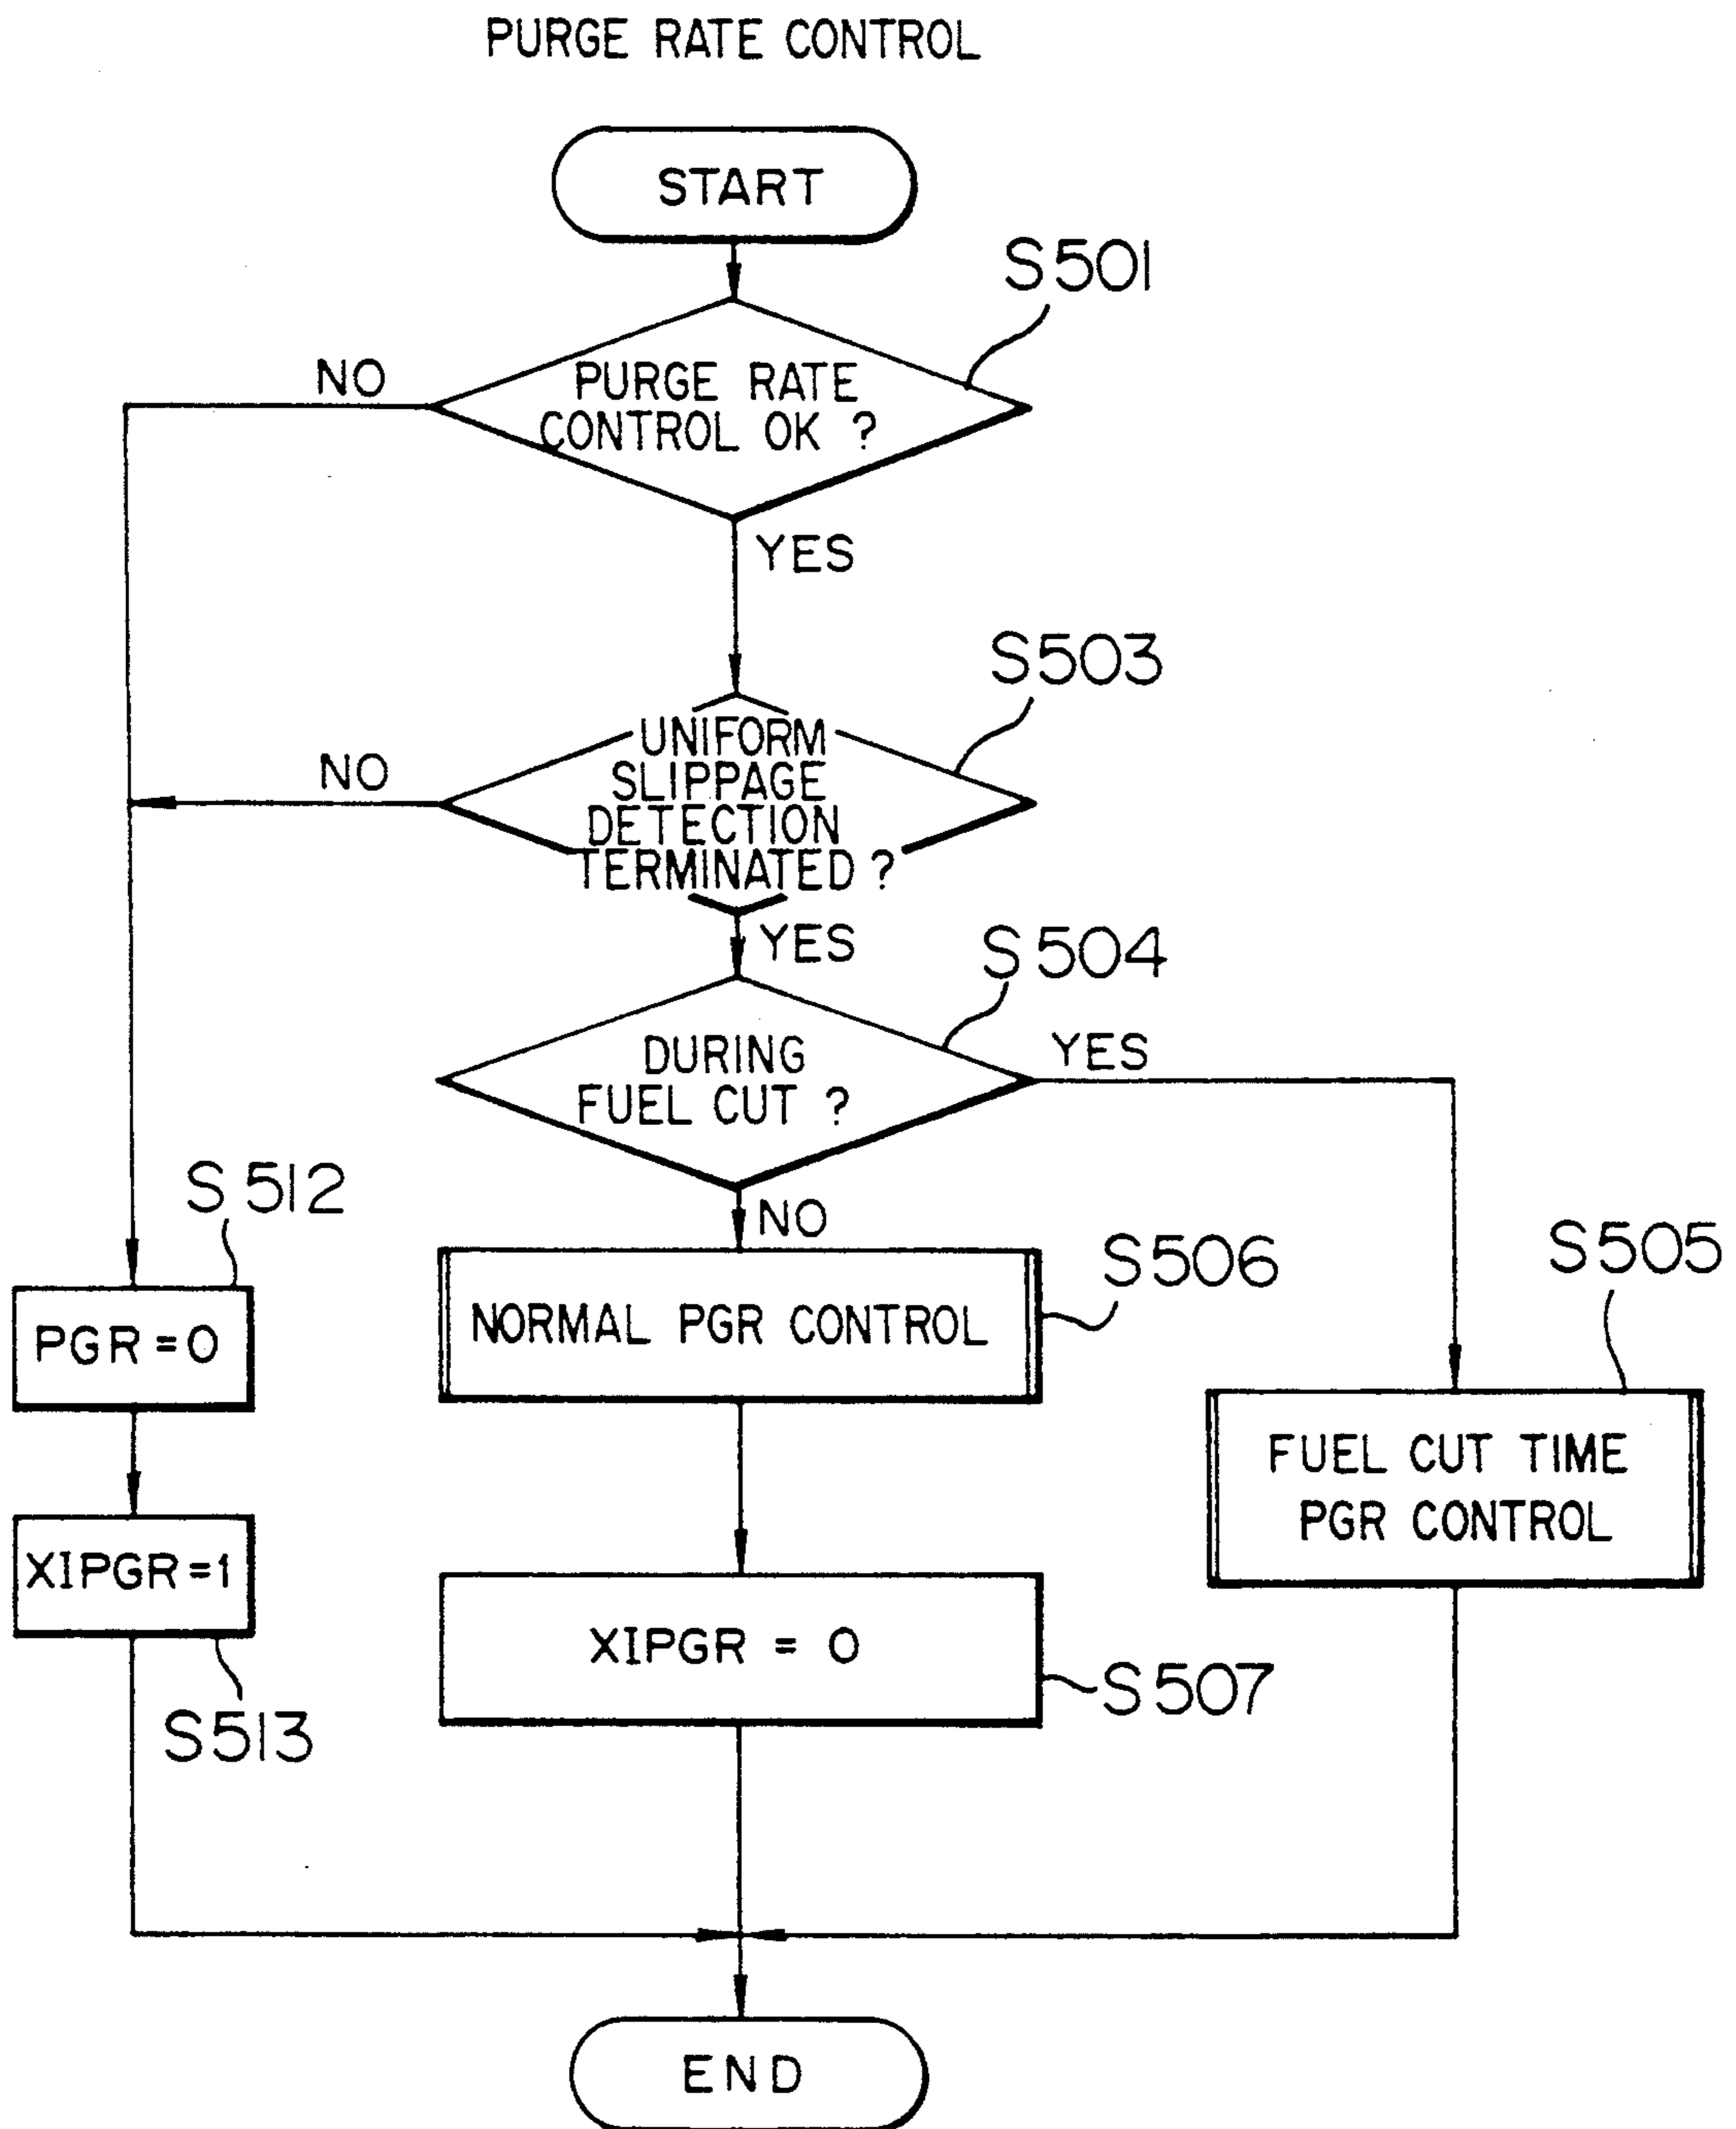 PURGE RATE CONTROL
START
S501
NO
PURGE RATE
CONTROL OK ?
YES
S503
NO
UNIFORM
SLIPPAGE
DETECTION
TERMINATED ?
YES
S504
DURING
FUEL CUT ?
YES
S512
NO
S506
S505
PGR = 0
NORMAL PGR CONTROL
FUEL CUT TIME
PGR CONTROL
XIPGR = 1
XIPGR = 0
S507
S513
END